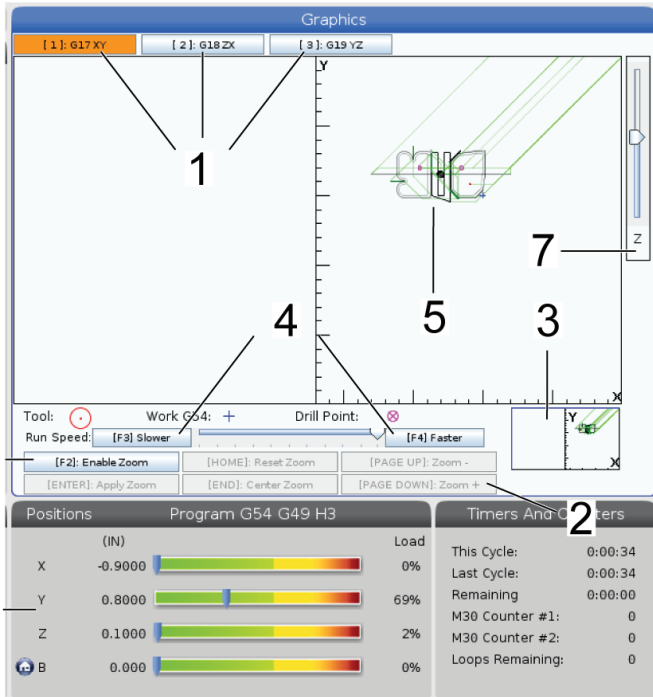 Graphics
[ 1 ]: G17 XY [ 2 ]: G18 ZX [ 3 ]: G19 YZ
Y
1
Z
7
5
4
3
X
Tool: Work G54: + Drill Point:
Y
X
Run Speed: [F3] Slower [F4] Faster
[F2]: Enable Zoom [HOME]: Reset Zoom [PAGE UP]: Zoom -
[ENTER]: Apply Zoom [END]: Center Zoom [PAGE DOWN]: Zoom +
2
Positions Program G54 G49 H3
(IN) Load
X -0.9000 0%
Y 0.8000 69%
Z 0.1000 2%
B 0.000 0%
Timers And
This Cycle: 0:00:34
Last Cycle: 0:00:34
Remaining 0:00:00
M30 Counter #1: 0
M30 Counter #2: 0
Loops Remaining: 0